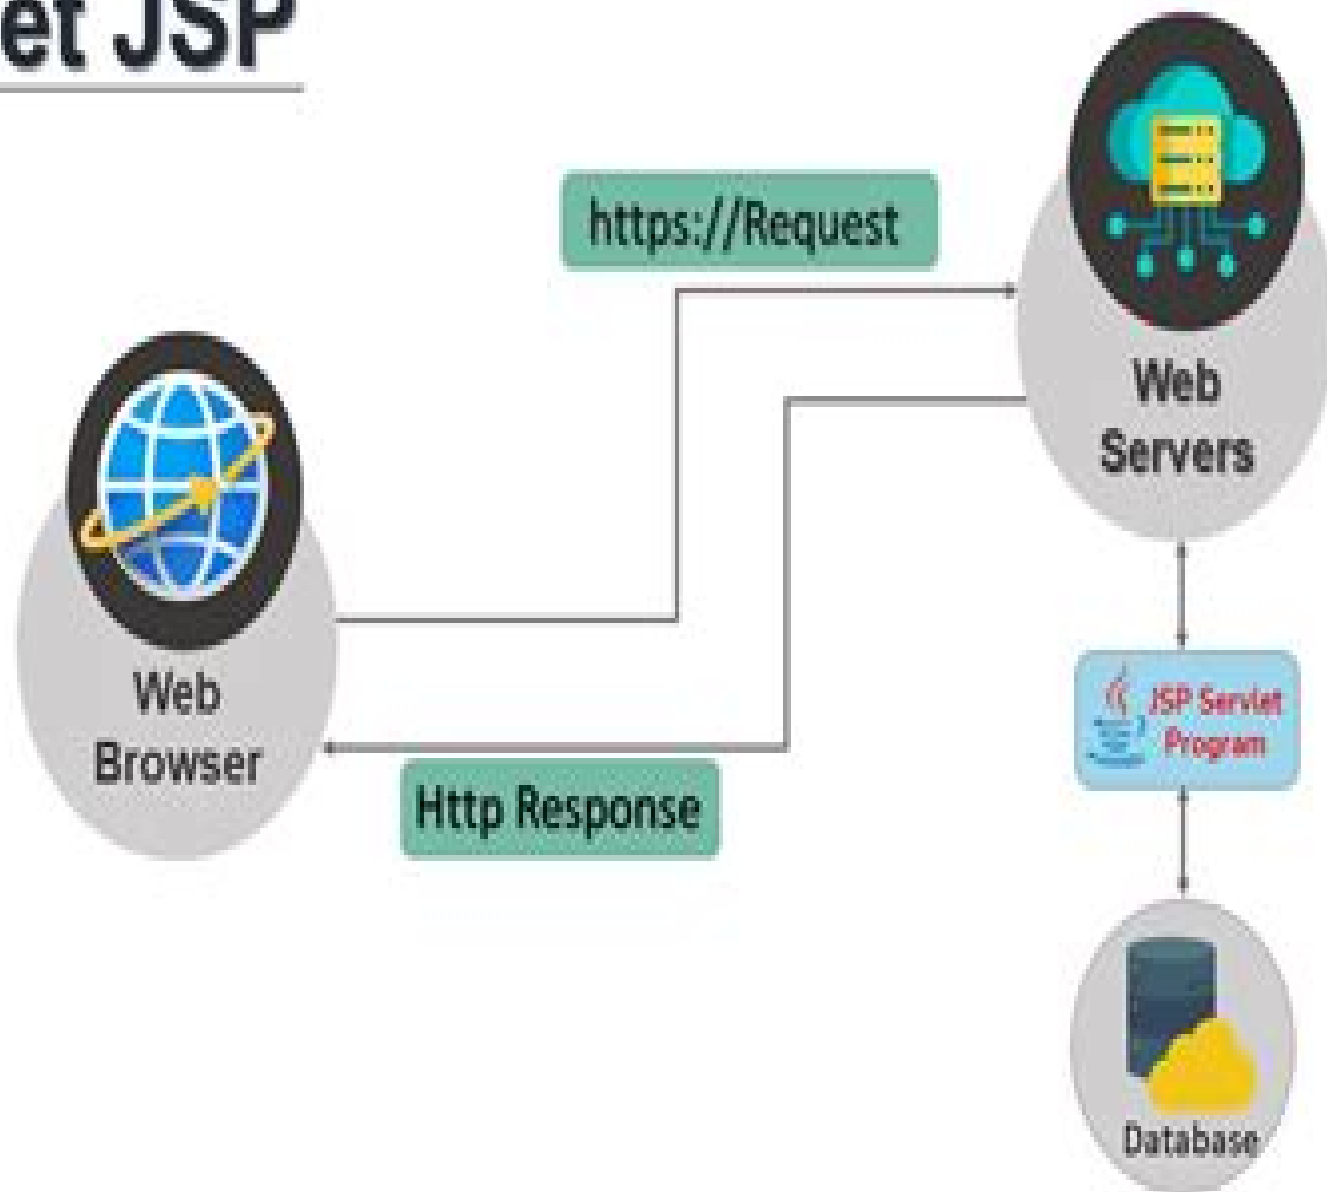 et JSP
https://Request
Web
Servers
Web
Browser
Http Response
JSP Servlet
Program
Database